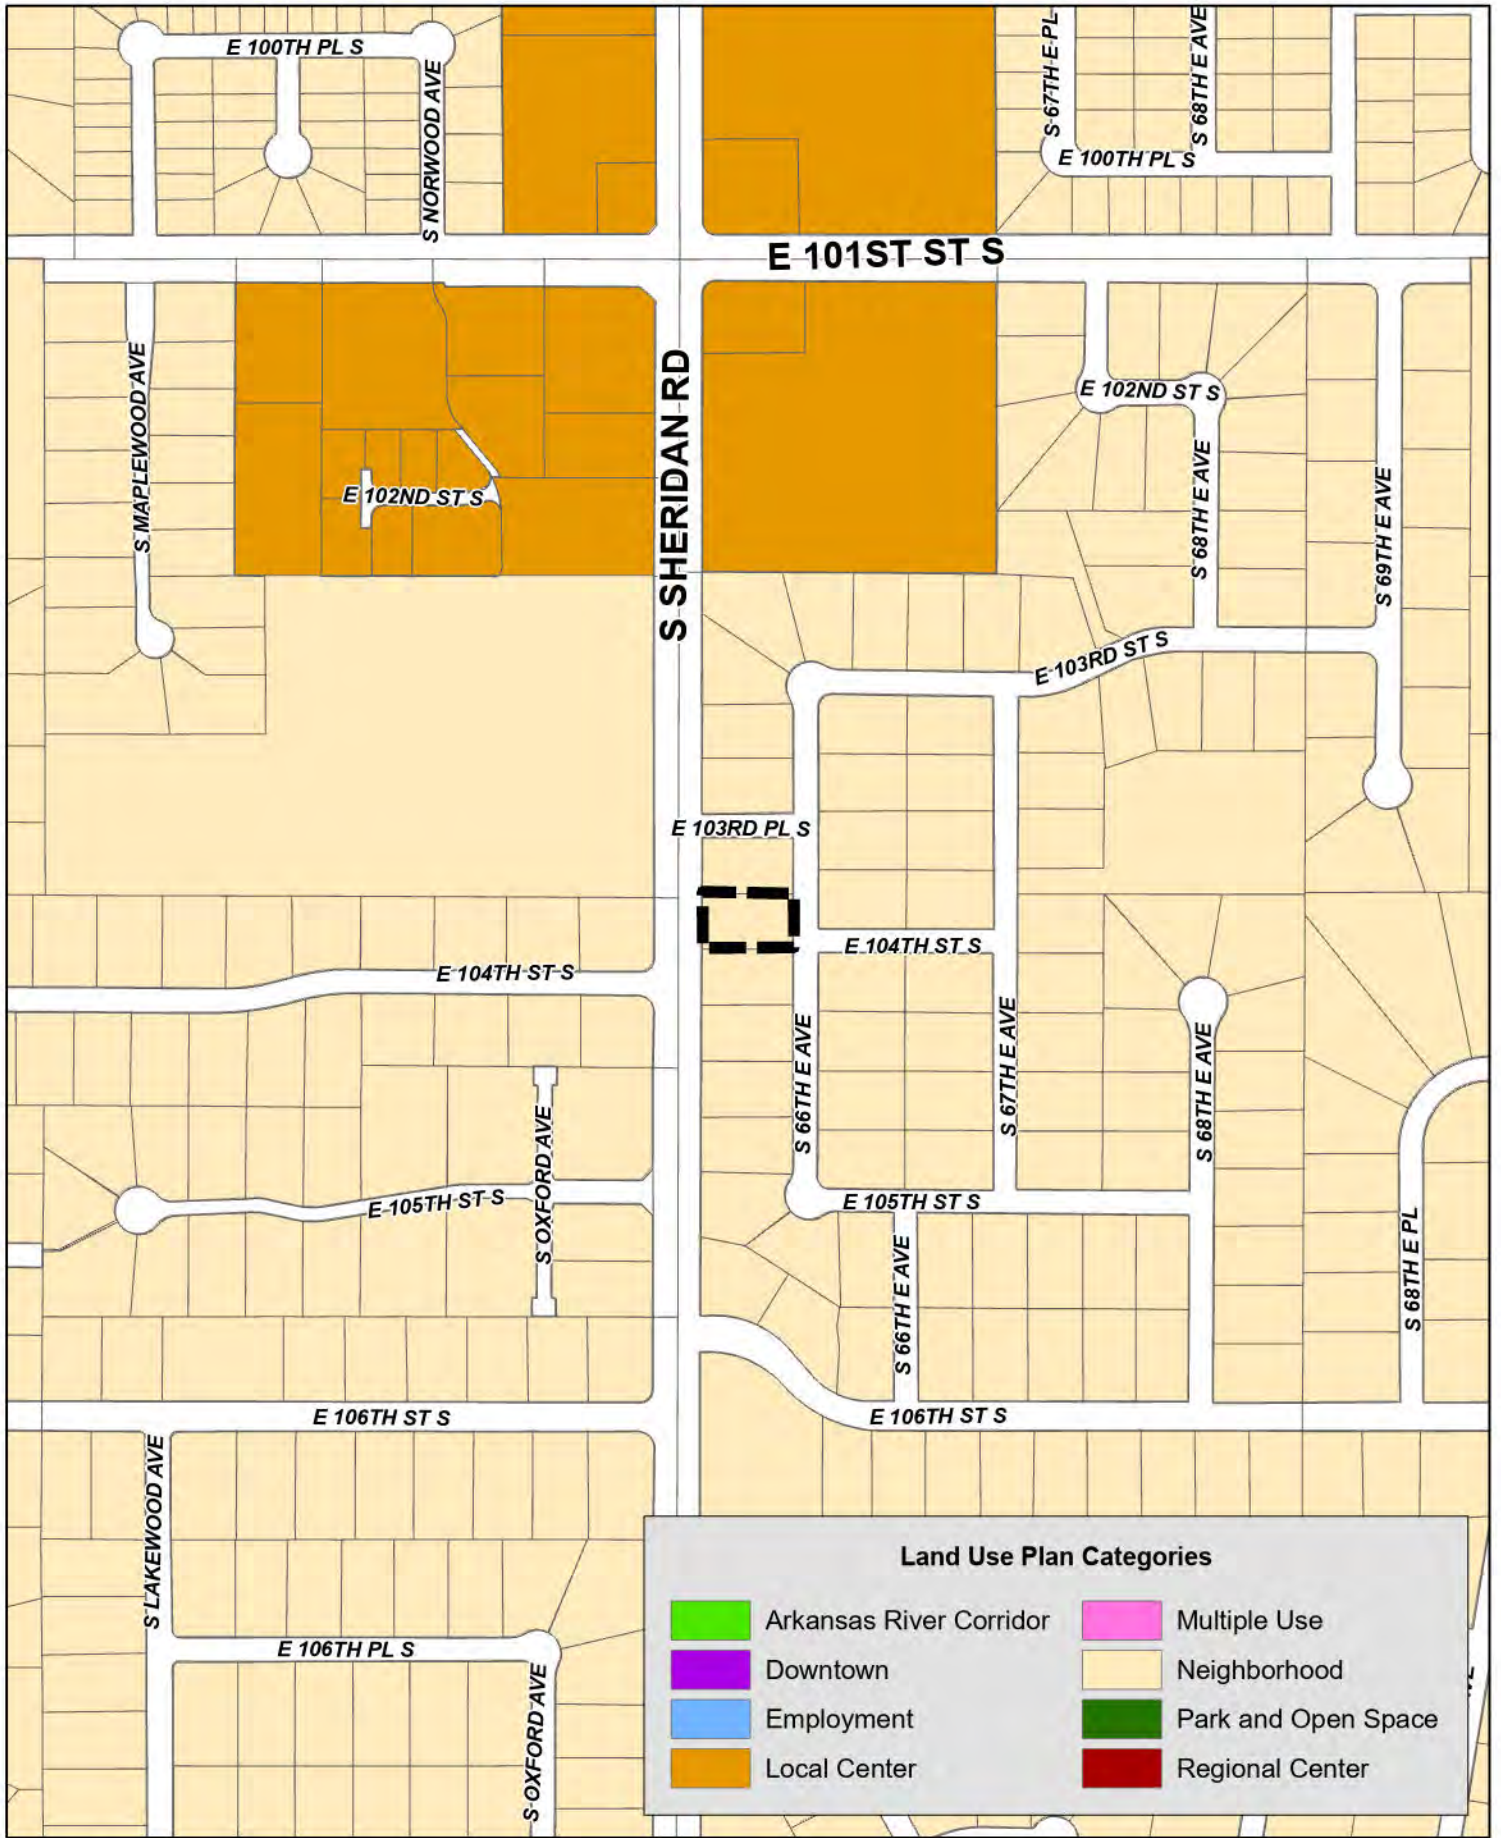 E 100TH PL S
S NORWOOD AVE
S 67TH E PL
S 68TH E AVE
E 100TH PL S
E 101ST ST S
S MAPLEWOOD AVE
S SHERIDAN RD
E 102ND ST S
E 102ND ST S
S 68TH E AVE
S 69TH E AVE
E 103RD ST S
E 103RD PL S
E 104TH ST S
E 104TH ST S
S 66TH E AVE
S 67TH E AVE
S 68TH E AVE
S OXFORD AVE
E 105TH ST S
E 105TH ST S
S 66TH E AVE
S 68TH E PL
E 106TH ST S
E 106TH ST S
S LAKEWOOD AVE
E 106TH PL S
S OXFORD AVE
Land Use Plan Categories
Arkansas River Corridor
Downtown
Employment
Local Center
Multiple Use
Neighborhood
Park and Open Space
Regional Center